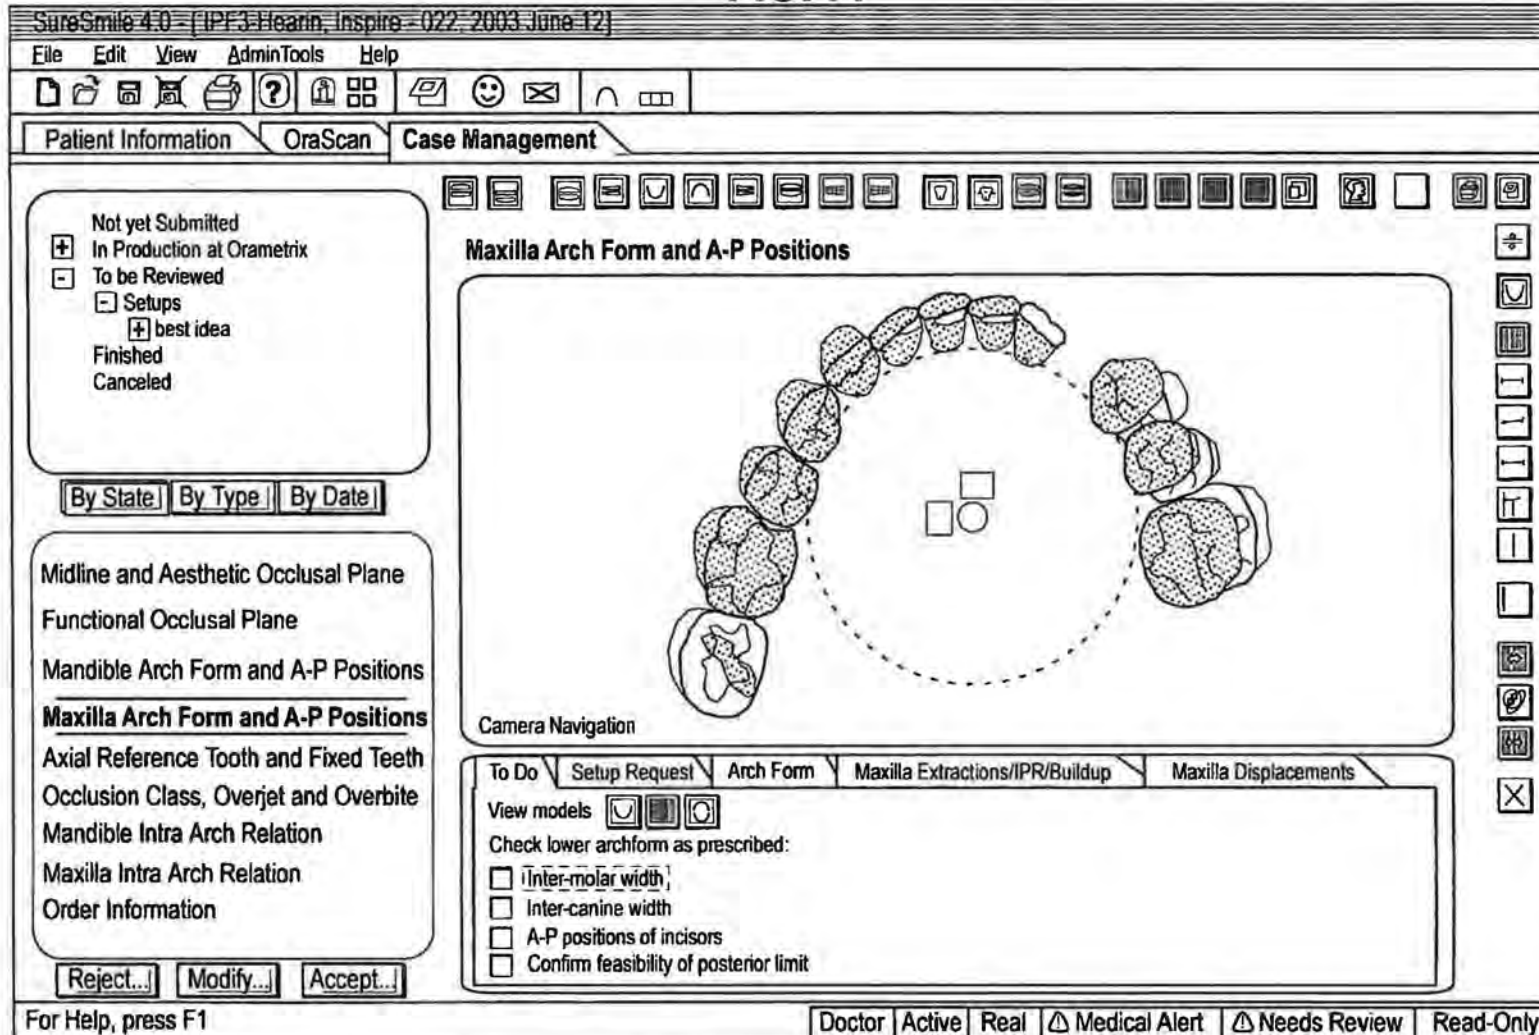 SureSmile 4.0 - [ IPF3-Hearin, Inspire - 022, 2003 June 12]
File Edit View AdminTools Help
Patient Information OraScan Case Management
Not yet Submitted
+ In Production at Orametrix
- To be Reviewed
- Setups
+ best idea
Finished
Canceled
By State By Type By Date
Midline and Aesthetic Occlusal Plane
Functional Occlusal Plane
Mandible Arch Form and A-P Positions
Maxilla Arch Form and A-P Positions
Axial Reference Tooth and Fixed Teeth
Occlusion Class, Overjet and Overbite
Mandible Intra Arch Relation
Maxilla Intra Arch Relation
Order Information
Reject... Modify... Accept...
Maxilla Arch Form and A-P Positions
Camera Navigation
To Do Setup Request Arch Form Maxilla Extractions/IPR/Buildup Maxilla Displacements
View models
Check lower archform as prescribed:
Inter-molar width
Inter-canine width
A-P positions of incisors
Confirm feasibility of posterior limit
For Help, press F1
Doctor Active Real Medical Alert Needs Review Read-Only